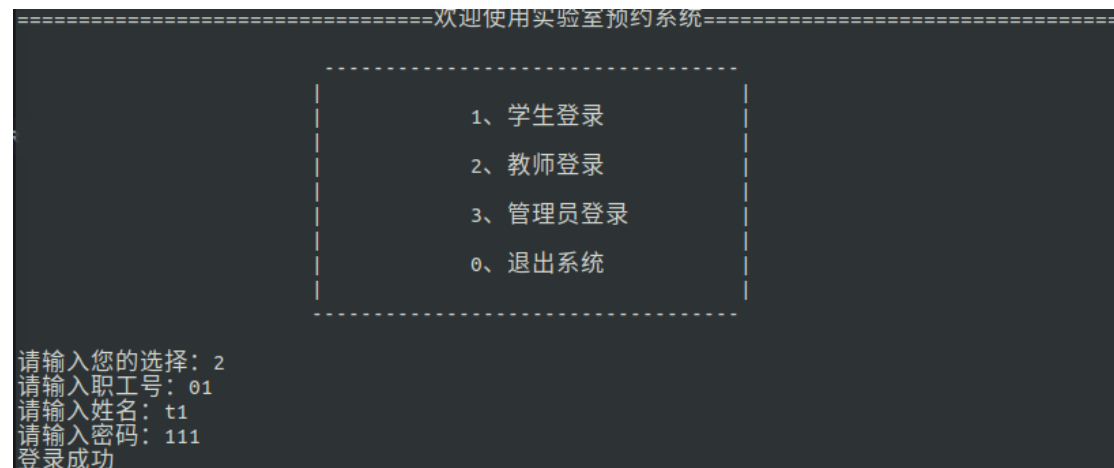 =================================欢迎使用实验室预约系统=================================
----------------------------------
1、学生登录
2、教师登录
3、管理员登录
0、退出系统
-----------------------------------
请输入您的选择：2
请输入职工号：01
请输入姓名：t1
请输入密码：111
登录成功